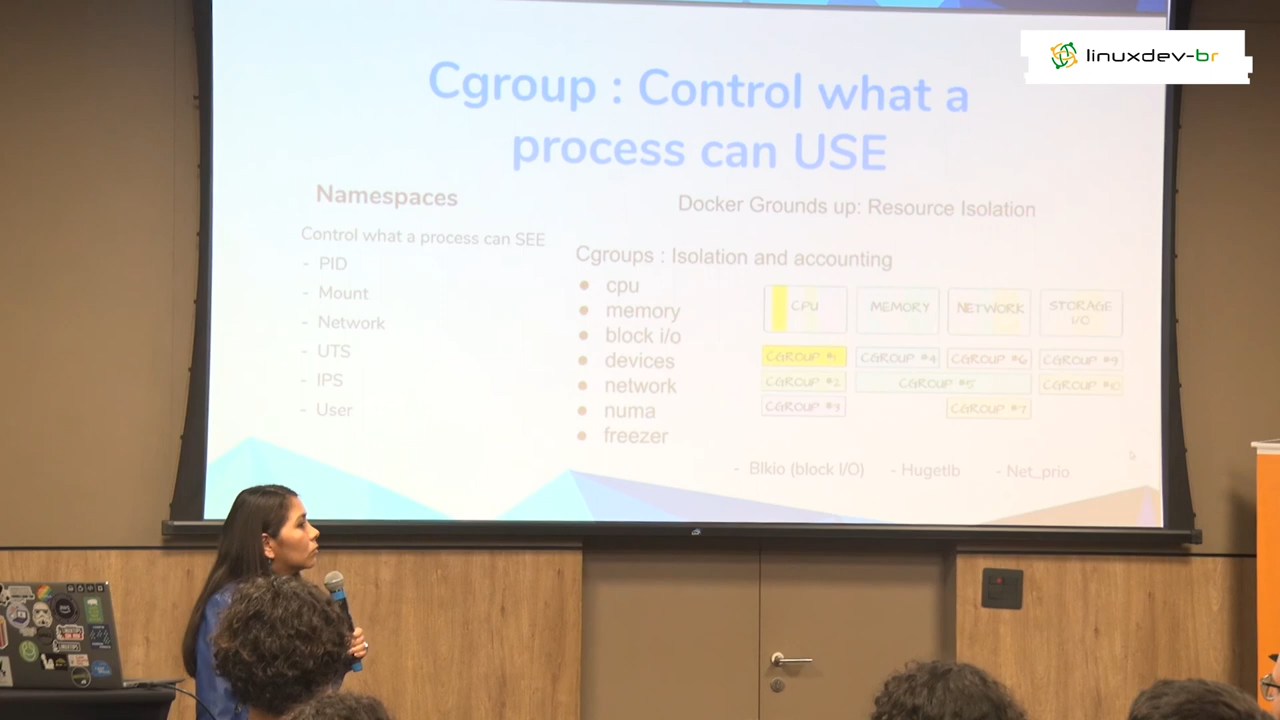 linuxdev-br
Cgroup : Control what a
process can USE
Namespaces
Control what a process can SEE
- PID
- Mount
- Network
- UTS
- IPS
- User
Docker Grounds up: Resource Isolation
Cgroups : Isolation and accounting
● cpu
● memory
● block i/o
● devices
● network
● numa
● freezer
CPU MEMORY NETWORK STORAGE
I/O
CGROUP #1 CGROUP #4 CGROUP #6 CGROUP #9
CGROUP #2 CGROUP #5 CGROUP #10
CGROUP #3 CGROUP #7
- Blkio (block I/O) - Hugetlb - Net_prio